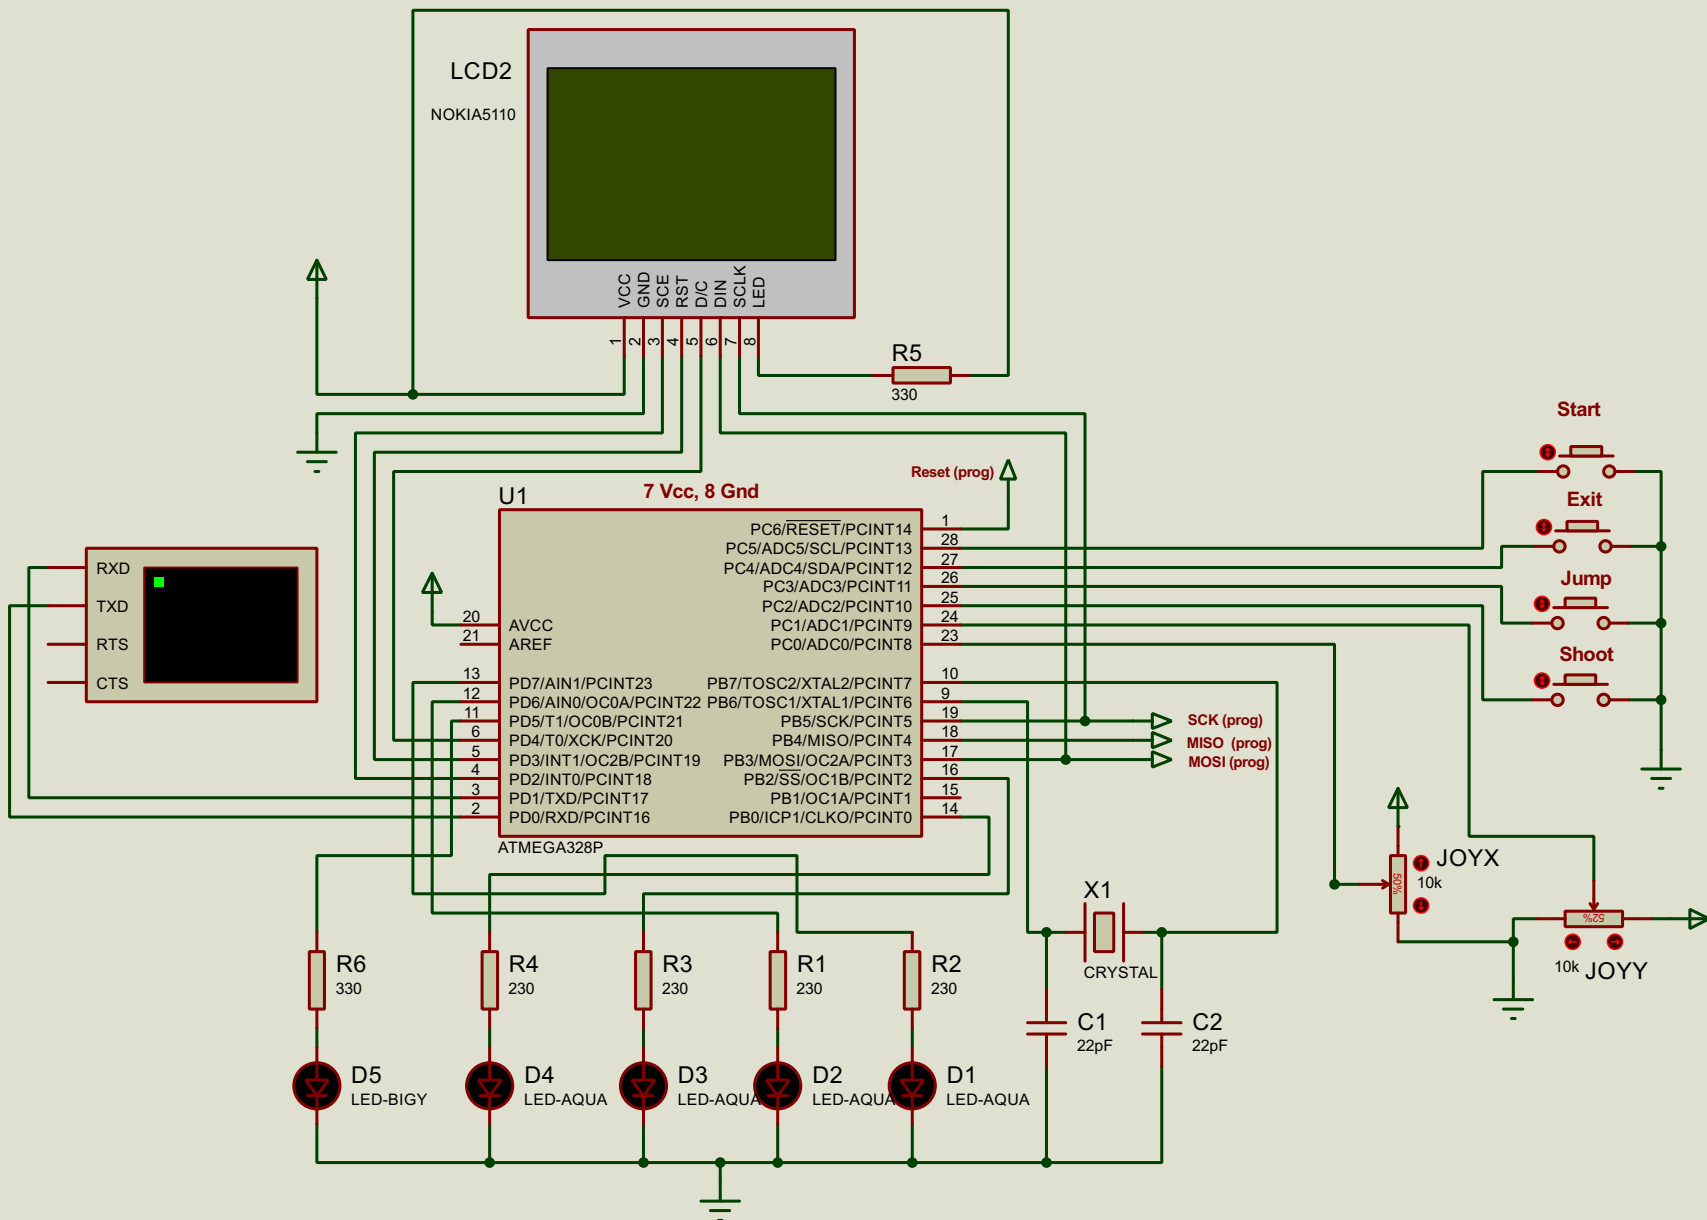 LCD2
NOKIA5110
VCC
GND
SCE
RST
D/C
DIN
SCLK
LED
1
2
3
4
5
6
7
8
R5
330
Start
Exit
Jump
Shoot
Reset (prog)
U1
7 Vcc, 8 Gnd
RXD
TXD
RTS
CTS
20 AVCC
21 AREF
13 PD7/AIN1/PCINT23
12 PD6/AIN0/OC0A/PCINT22
11 PD5/T1/OC0B/PCINT21
6 PD4/T0/XCK/PCINT20
5 PD3/INT1/OC2B/PCINT19
4 PD2/INT0/PCINT18
3 PD1/TXD/PCINT17
2 PD0/RXD/PCINT16
PC6/RESET/PCINT14 1
PC5/ADC5/SCL/PCINT13 28
PC4/ADC4/SDA/PCINT12 27
PC3/ADC3/PCINT11 26
PC2/ADC2/PCINT10 25
PC1/ADC1/PCINT9 24
PC0/ADC0/PCINT8 23
PB7/TOSC2/XTAL2/PCINT7 10
PB6/TOSC1/XTAL1/PCINT6 9
PB5/SCK/PCINT5 19
PB4/MISO/PCINT4 18
PB3/MOSI/OC2A/PCINT3 17
PB2/SS/OC1B/PCINT2 16
PB1/OC1A/PCINT1 15
PB0/ICP1/CLKO/PCINT0 14
ATMEGA328P
SCK (prog)
MISO (prog)
MOSI (prog)
JOYX
10k
50%
52%
10k JOYY
X1
CRYSTAL
R6
330
R4
230
R3
230
R1
230
R2
230
C1
22pF
C2
22pF
D5
LED-BIGY
D4
LED-AQUA
D3
LED-AQUA
D2
LED-AQUA
D1
LED-AQUA